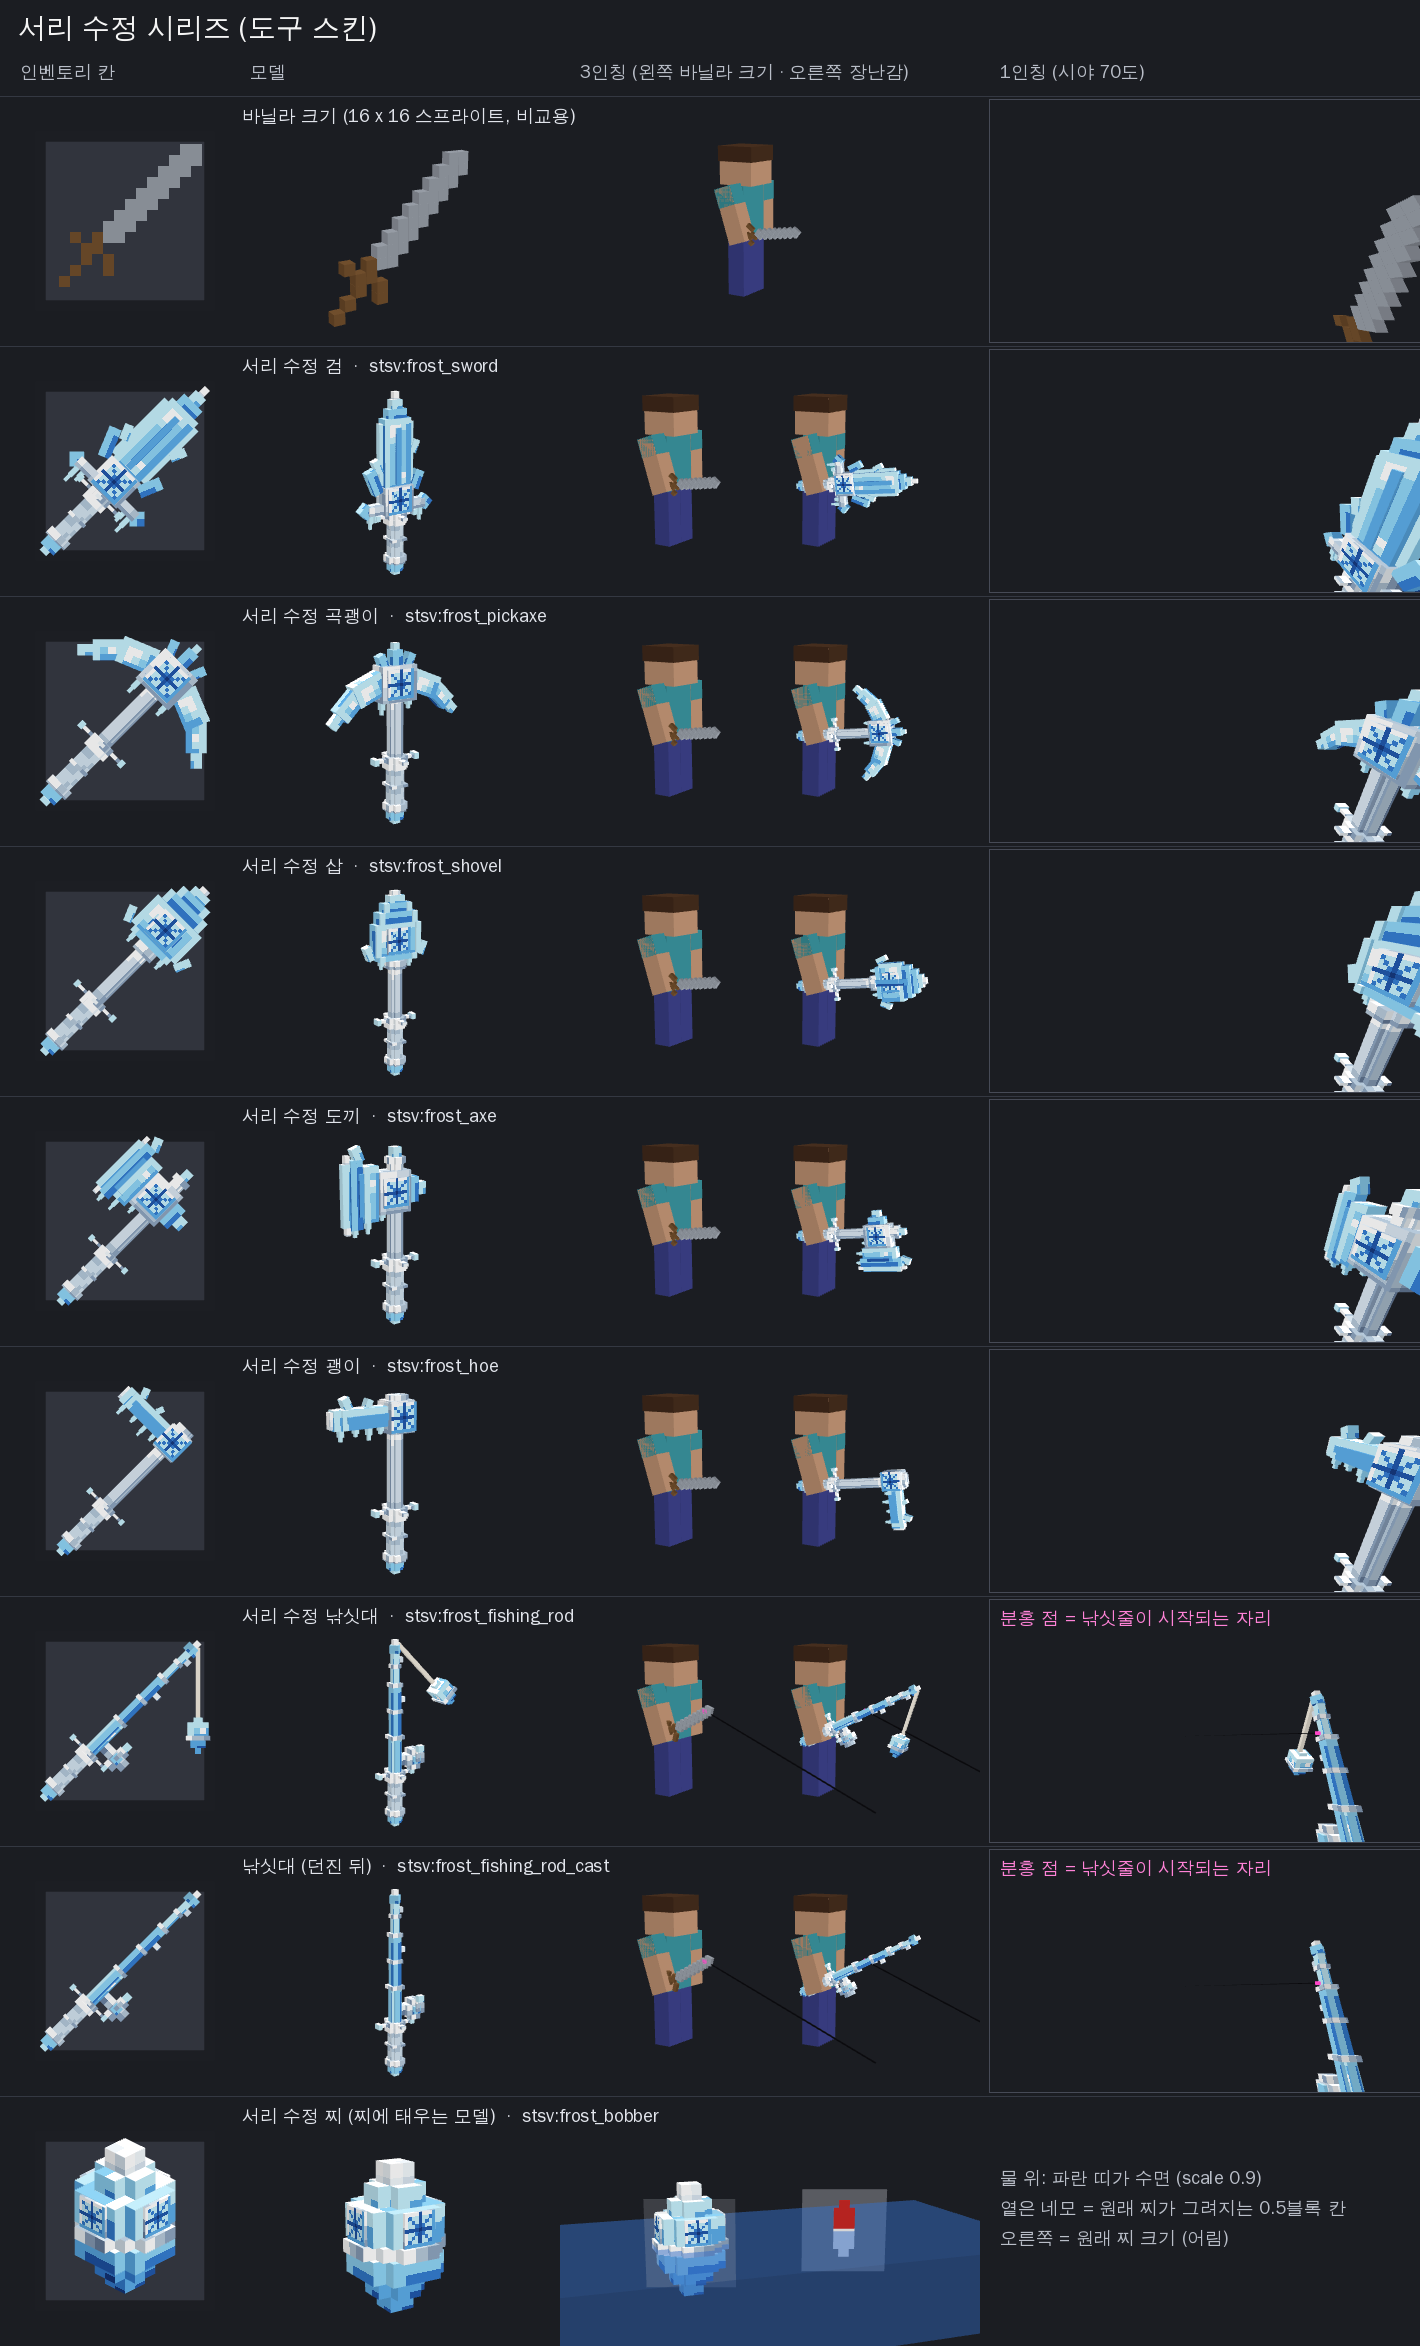 서리 수정 시리즈 (도구 스킨)
인벤토리 칸
모델
3인칭 (왼쪽 바닐라 크기 · 오른쪽 장난감)
1인칭 (시야 70도)
바닐라 크기 (16 x 16 스프라이트, 비교용)
서리 수정 검 · stsv:frost_sword
서리 수정 곡괭이 · stsv:frost_pickaxe
서리 수정 삽 · stsv:frost_shovel
서리 수정 도끼 · stsv:frost_axe
서리 수정 괭이 · stsv:frost_hoe
서리 수정 낚싯대 · stsv:frost_fishing_rod
분홍 점 = 낚싯줄이 시작되는 자리
낚싯대 (던진 뒤) · stsv:frost_fishing_rod_cast
분홍 점 = 낚싯줄이 시작되는 자리
서리 수정 찌 (찌에 태우는 모델) · stsv:frost_bobber
물 위: 파란 띠가 수면 (scale 0.9)
옅은 네모 = 원래 찌가 그려지는 0.5블록 칸
오른쪽 = 원래 찌 크기 (어림)